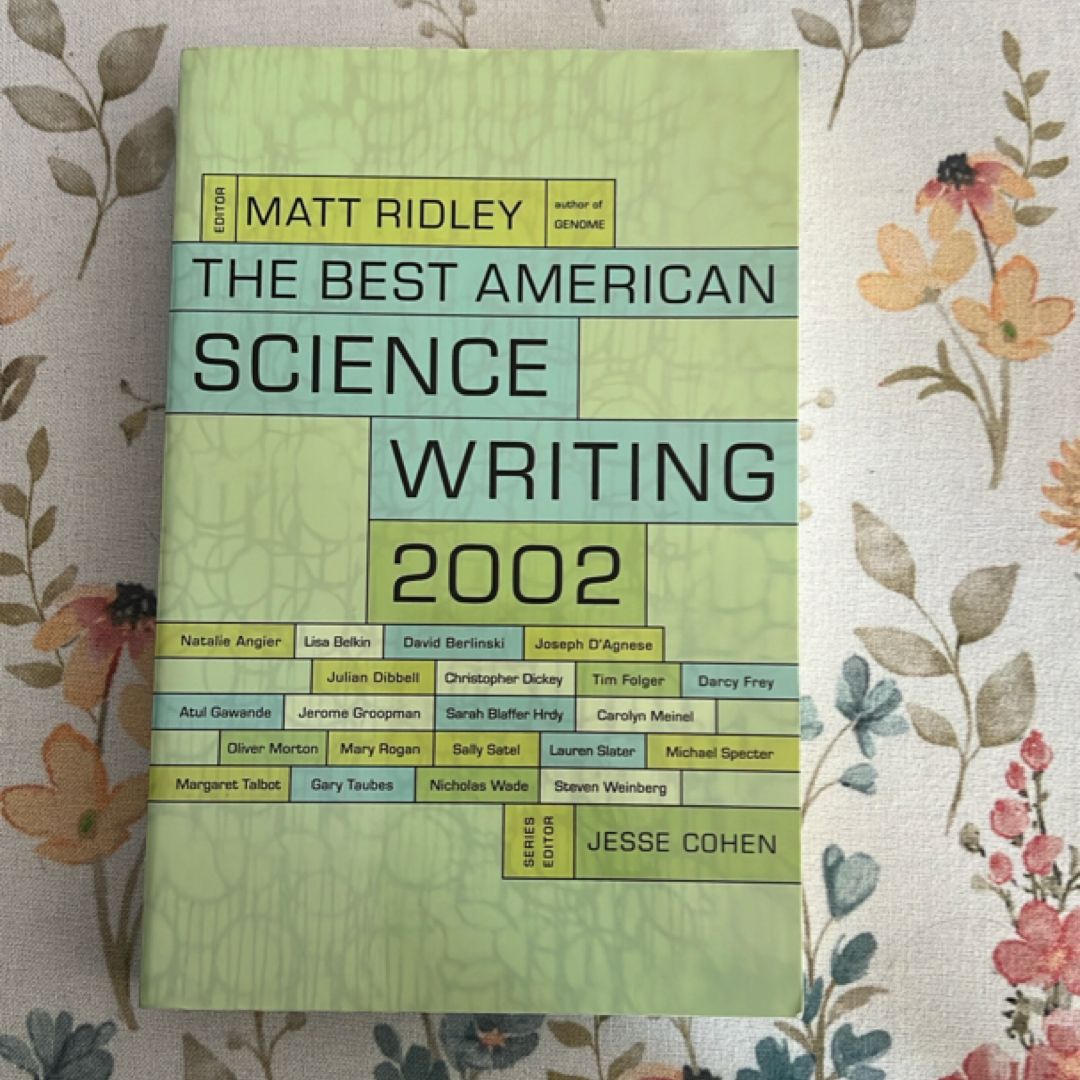 EDITOR
MATT RIDLEY
author of
GENOME
THE BEST AMERICAN
SCIENCE
WRITING
2002
Natalie Angier Lisa Belkin David Berlinski Joseph D'Agnese
Julian Dibbell Christopher Dickey Tim Folger Darcy Frey
Atul Gawande Jerome Groopman Sarah Blaffer Hrdy Carolyn Meinel
Oliver Morton Mary Rogan Sally Satel Lauren Slater Michael Specter
Margaret Talbot Gary Taubes Nicholas Wade Steven Weinberg
SERIES
EDITOR
JESSE COHEN